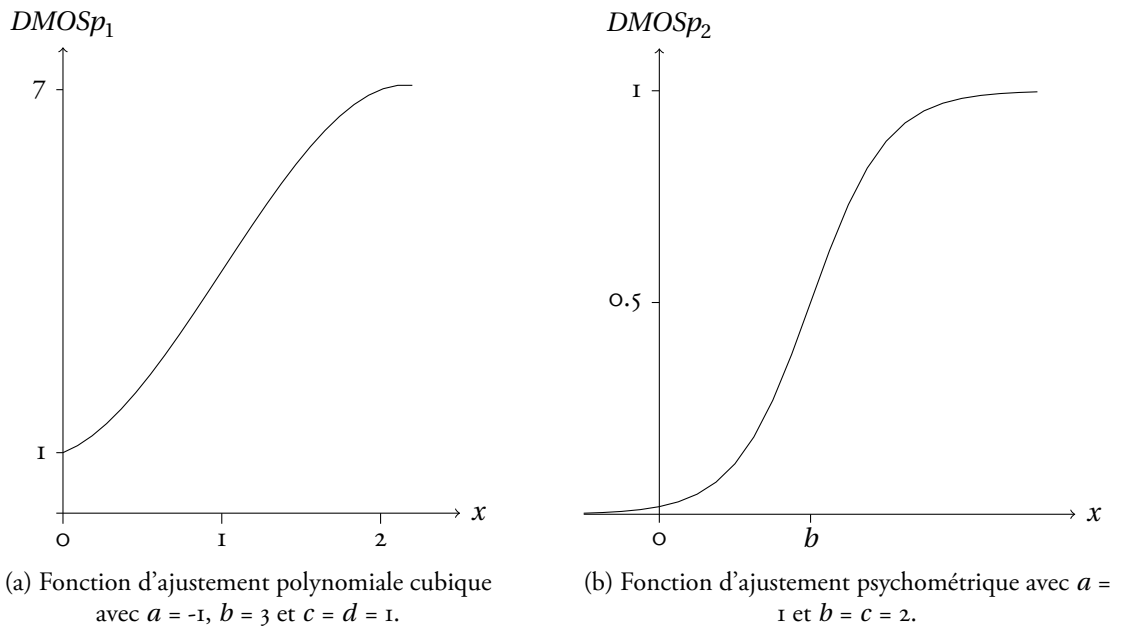 DMOSp1
7
1
0
1
2
x
(a) Fonction d'ajustement polynomiale cubique
avec a = -1, b = 3 et c = d = 1.
DMOSp2
1
0.5
0
b
x
(b) Fonction d'ajustement psychométrique avec a =
1 et b = c = 2.